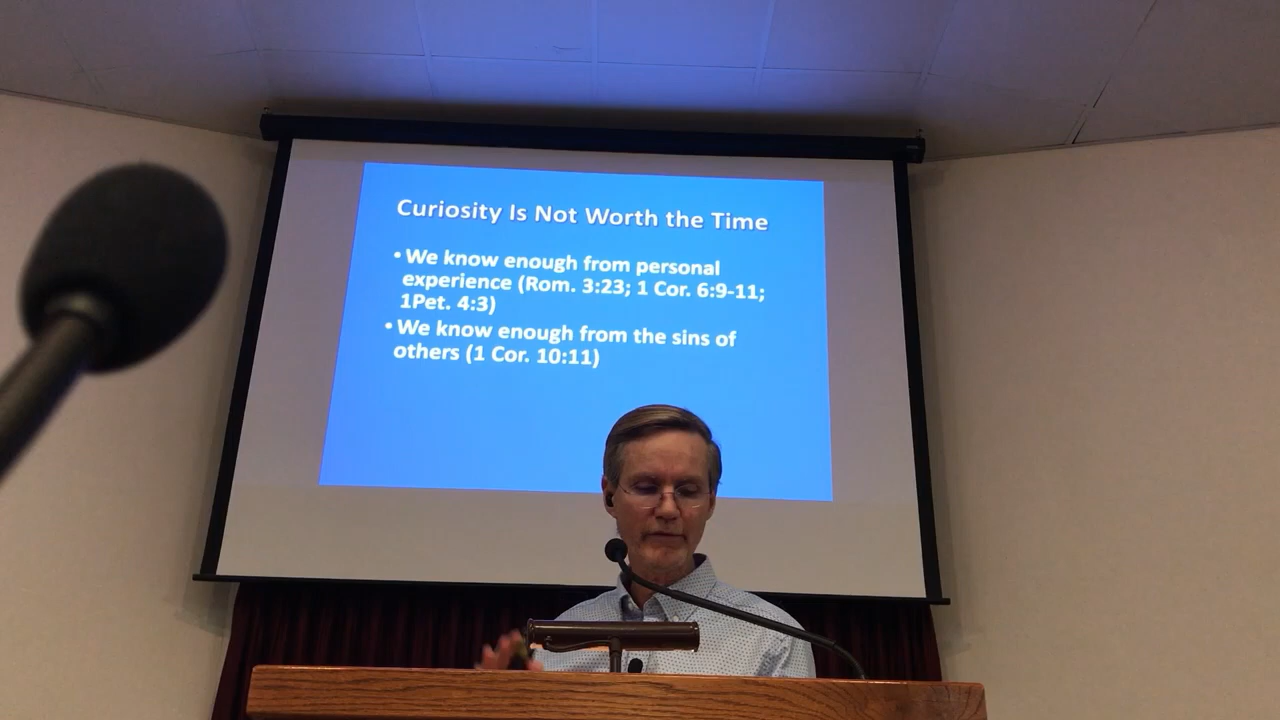 Curiosity Is Not Worth the Time
• We know enough from personal
experience (Rom. 3:23; 1 Cor. 6:9-11;
1Pet. 4:3)
• We know enough from the sins of
others (1 Cor. 10:11)